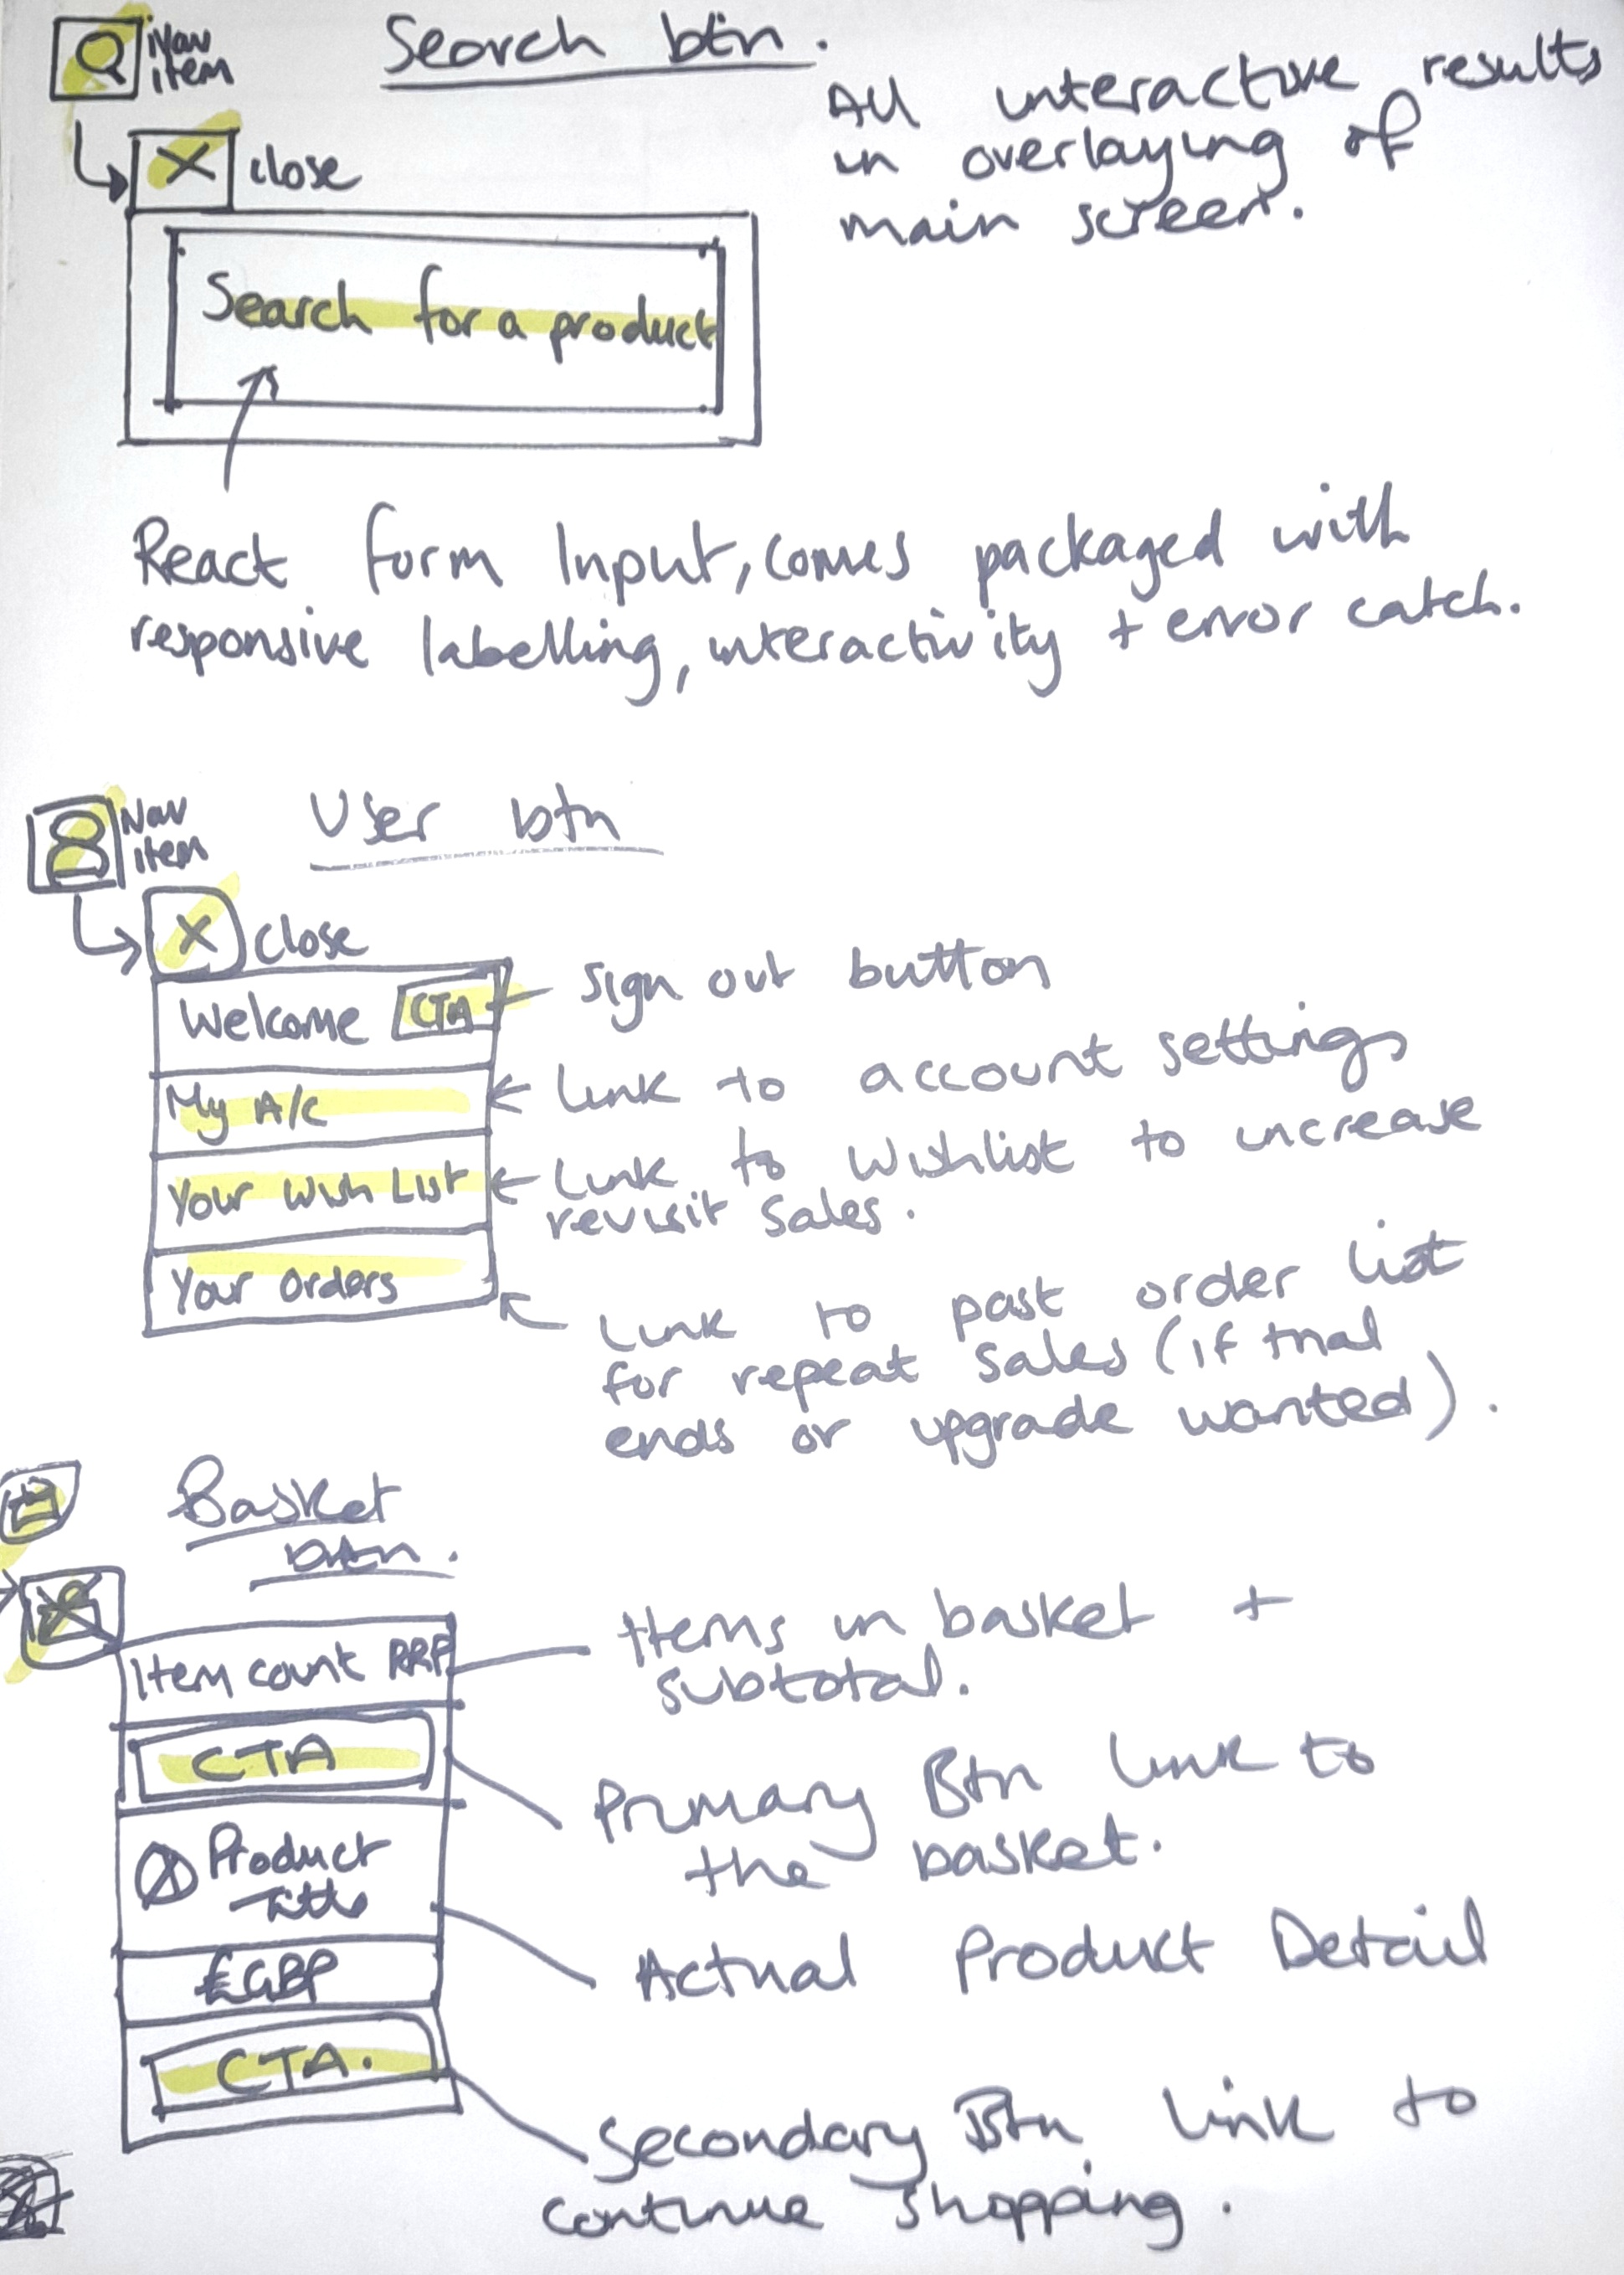 Nav
item
Search btn.
All interactive results
in overlaying of
main screen.
X close
Search for a product
React form Input, comes packaged with
responsive labelling, interactivity + error catch.
Nav
item
User btn
X close
Welcome CTA
sign out button
My A/C
link to account settings
Your Wish List
link to wishlist to increase
revisit sales.
Your Orders
Link to past order list
for repeat sales (if trial
ends or upgrade wanted).
Basket
btn.
Item count RRP
Items in basket +
subtotal.
CTA
Primary Btn link to
the basket.
Product
Title
Actual Product Detail
£GBP
CTA.
Secondary Btn link to
continue shopping.